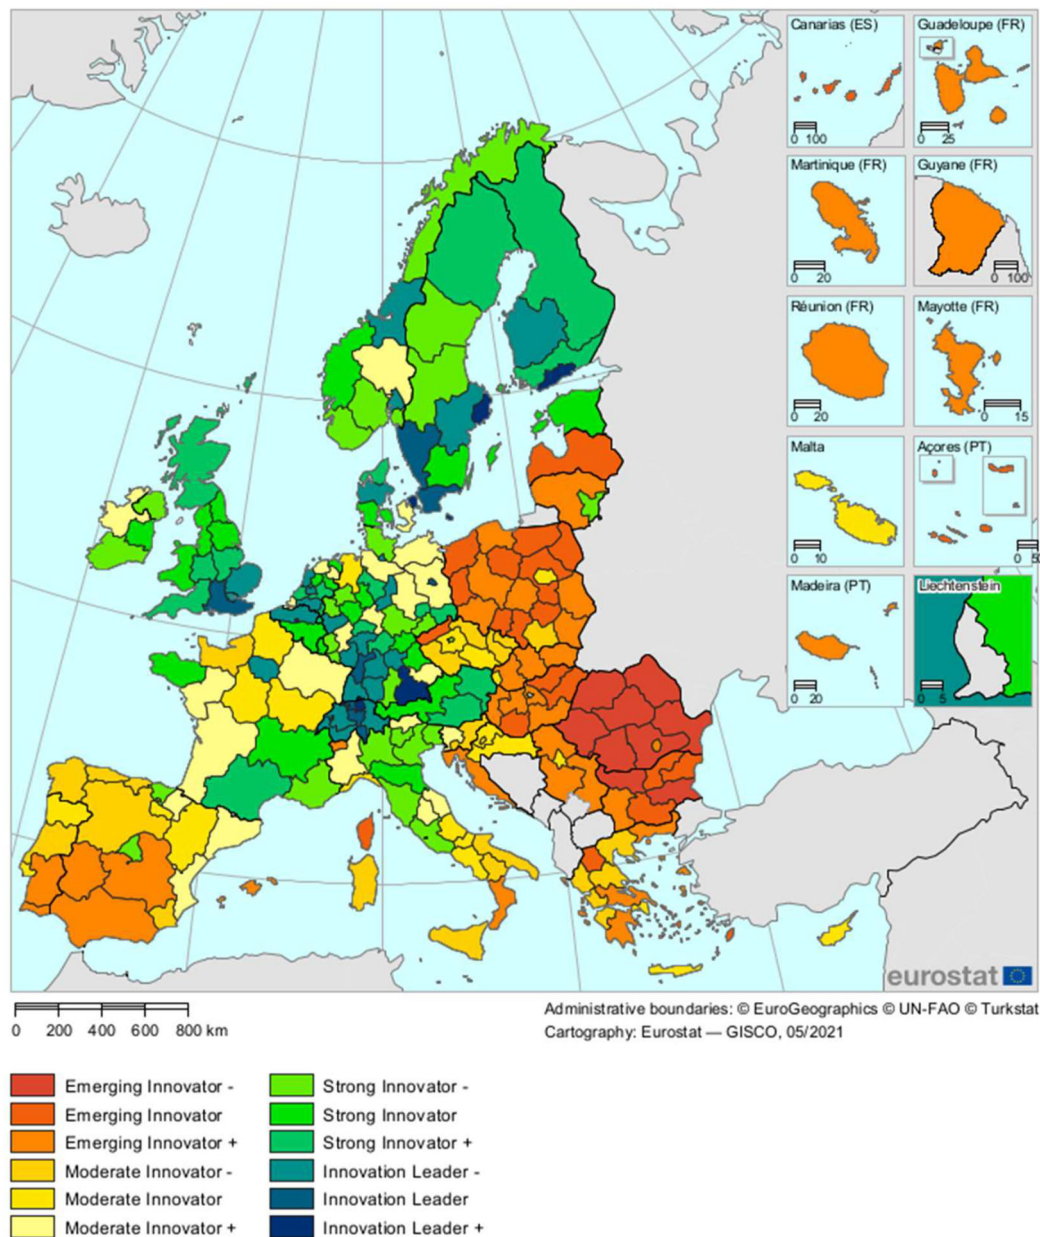 Canarias (ES)
0 100
Guadeloupe (FR)
0 25
Martinique (FR)
0 20
Guyane (FR)
0 100
Réunion (FR)
0 20
Mayotte (FR)
0 15
Malta
0 10
Açores (PT)
0 50
Madeira (PT)
0 20
Liechtenstein
0 5
eurostat
0 200 400 600 800 km
Administrative boundaries: © EuroGeographics © UN-FAO © Turkstat
Cartography: Eurostat — GISCO, 05/2021
Emerging Innovator -
Emerging Innovator
Emerging Innovator +
Moderate Innovator -
Moderate Innovator
Moderate Innovator +
Strong Innovator -
Strong Innovator
Strong Innovator +
Innovation Leader -
Innovation Leader
Innovation Leader +